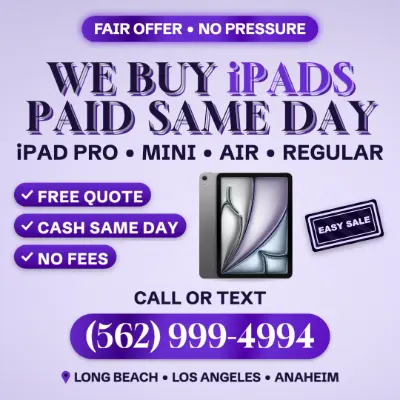 FAIR OFFER • NO PRESSURE
WE BUY iPADS
PAID SAME DAY
iPAD PRO • MINI • AIR • REGULAR
FREE QUOTE
CASH SAME DAY
NO FEES
EASY SALE
CALL OR TEXT
(562) 999-4994
LONG BEACH • LOS ANGELES • ANAHEIM